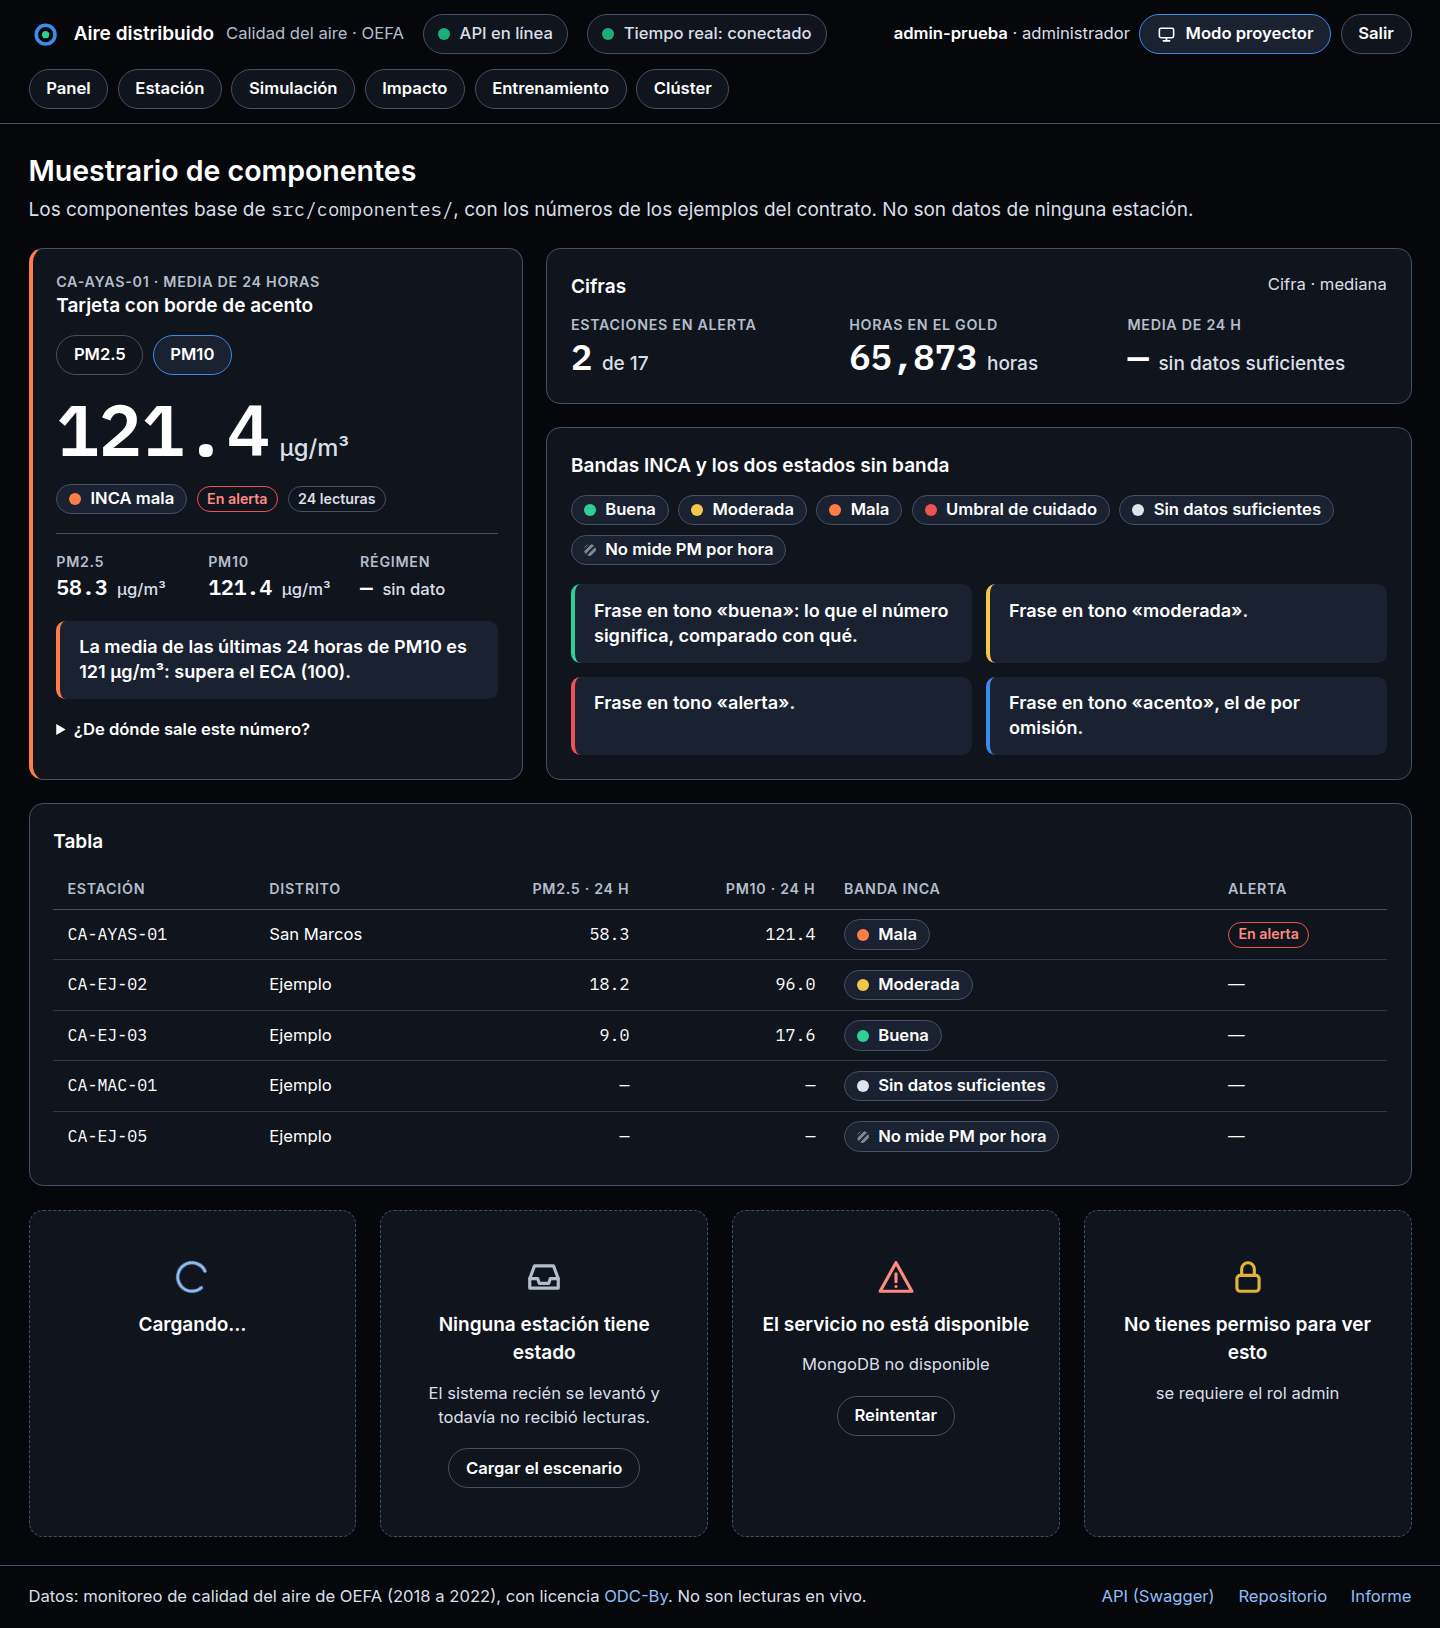 Aire distribuido Calidad del aire · OEFA API en línea Tiempo real: conectado admin-prueba · administrador Modo proyector Salir
Panel Estación Simulación Impacto Entrenamiento Clúster
Muestrario de componentes
Los componentes base de src/componentes/, con los números de los ejemplos del contrato. No son datos de ninguna estación.
CA-AYAS-01 · MEDIA DE 24 HORAS
Tarjeta con borde de acento
PM2.5 PM10
121.4 µg/m³
INCA mala En alerta 24 lecturas
PM2.5 PM10 RÉGIMEN
58.3 µg/m³ 121.4 µg/m³ — sin dato
La media de las últimas 24 horas de PM10 es
121 µg/m³: supera el ECA (100).
¿De dónde sale este número?
Cifras Cifra · mediana
ESTACIONES EN ALERTA HORAS EN EL GOLD MEDIA DE 24 H
2 de 17 65,873 horas — sin datos suficientes
Bandas INCA y los dos estados sin banda
Buena Moderada Mala Umbral de cuidado Sin datos suficientes
No mide PM por hora
Frase en tono «buena»: lo que el número
significa, comparado con qué.
Frase en tono «moderada».
Frase en tono «alerta».
Frase en tono «acento», el de por
omisión.
Tabla
ESTACIÓN DISTRITO PM2.5 · 24 H PM10 · 24 H BANDA INCA ALERTA
CA-AYAS-01 San Marcos 58.3 121.4 Mala En alerta
CA-EJ-02 Ejemplo 18.2 96.0 Moderada —
CA-EJ-03 Ejemplo 9.0 17.6 Buena —
CA-MAC-01 Ejemplo — — Sin datos suficientes —
CA-EJ-05 Ejemplo — — No mide PM por hora —
Cargando...
Ninguna estación tiene
estado
El sistema recién se levantó y
todavía no recibió lecturas.
Cargar el escenario
El servicio no está disponible
MongoDB no disponible
Reintentar
No tienes permiso para ver
esto
se requiere el rol admin
Datos: monitoreo de calidad del aire de OEFA (2018 a 2022), con licencia ODC-By. No son lecturas en vivo. API (Swagger) Repositorio Informe